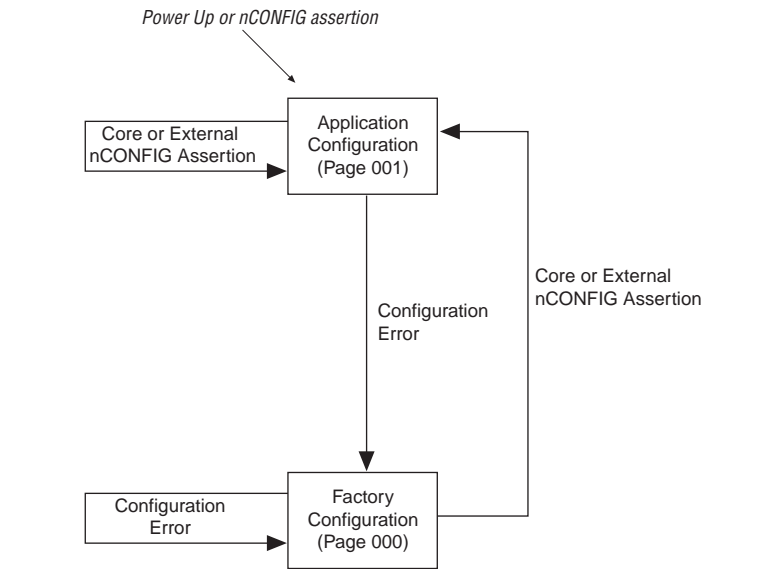 Power Up or nCONFIG assertion
Application
Configuration
(Page 001)
Core or External
nCONFIG Assertion
Core or External
nCONFIG Assertion
Configuration
Error
Factory
Configuration
(Page 000)
Configuration
Error